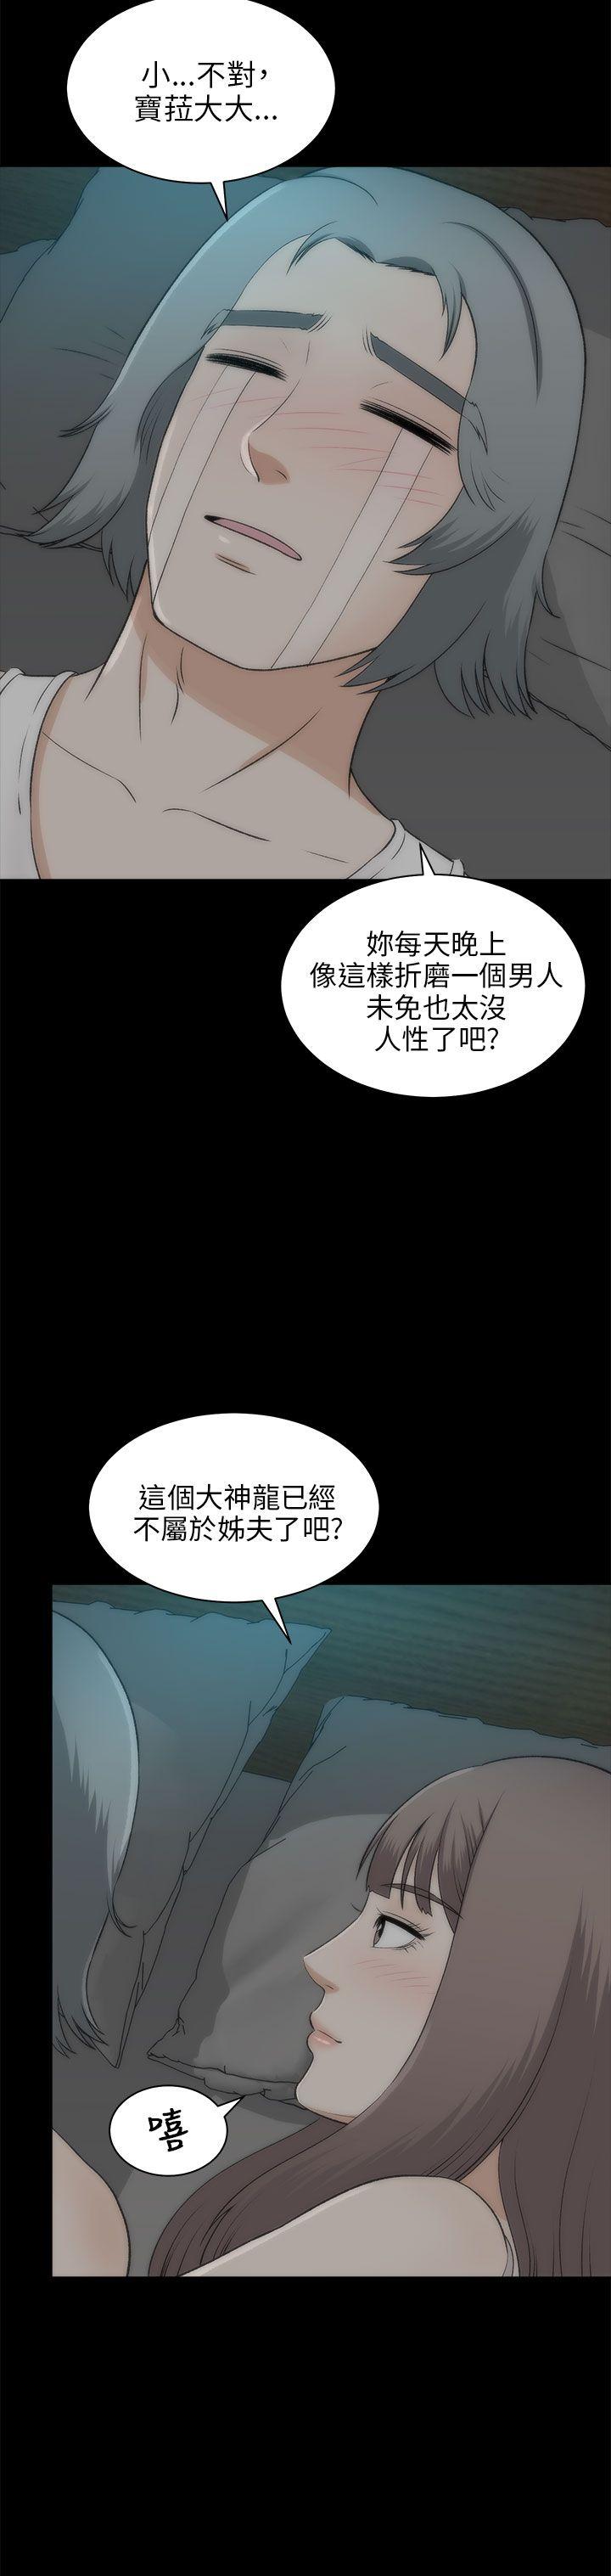 小...不對,
寶菈大大...
妳每天晚上
像這樣折磨一個男人
未免也太沒
人性了吧?
這個大神龍已經
不屬於姊夫了吧?
嘻